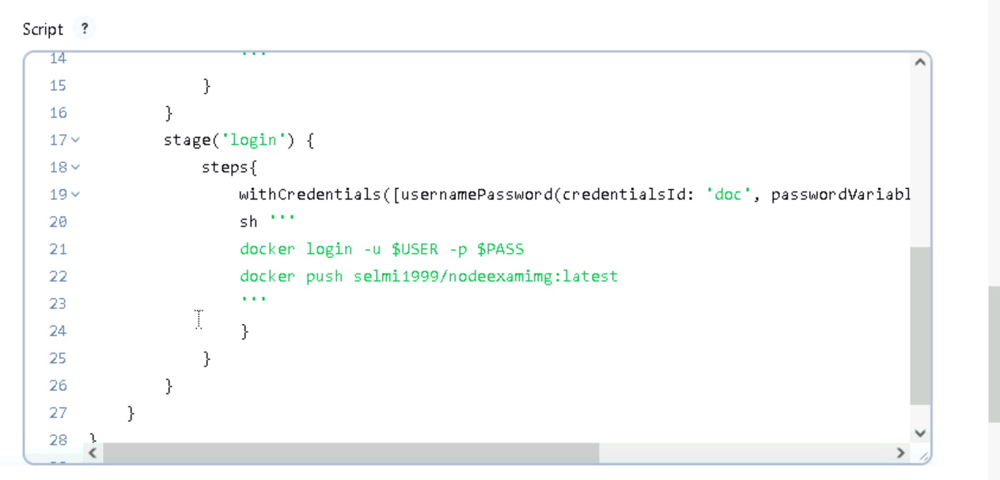 Script ?
14 '''
15 }
16 }
17 stage('login') {
18 steps{
19 withCredentials([usernamePassword(credentialsId: 'doc', passwordVariabl
20 sh '''
21 docker login -u $USER -p $PASS
22 docker push selmi1999/nodeexamimg:latest
23 '''
24 }
25 }
26 }
27 }
28 }